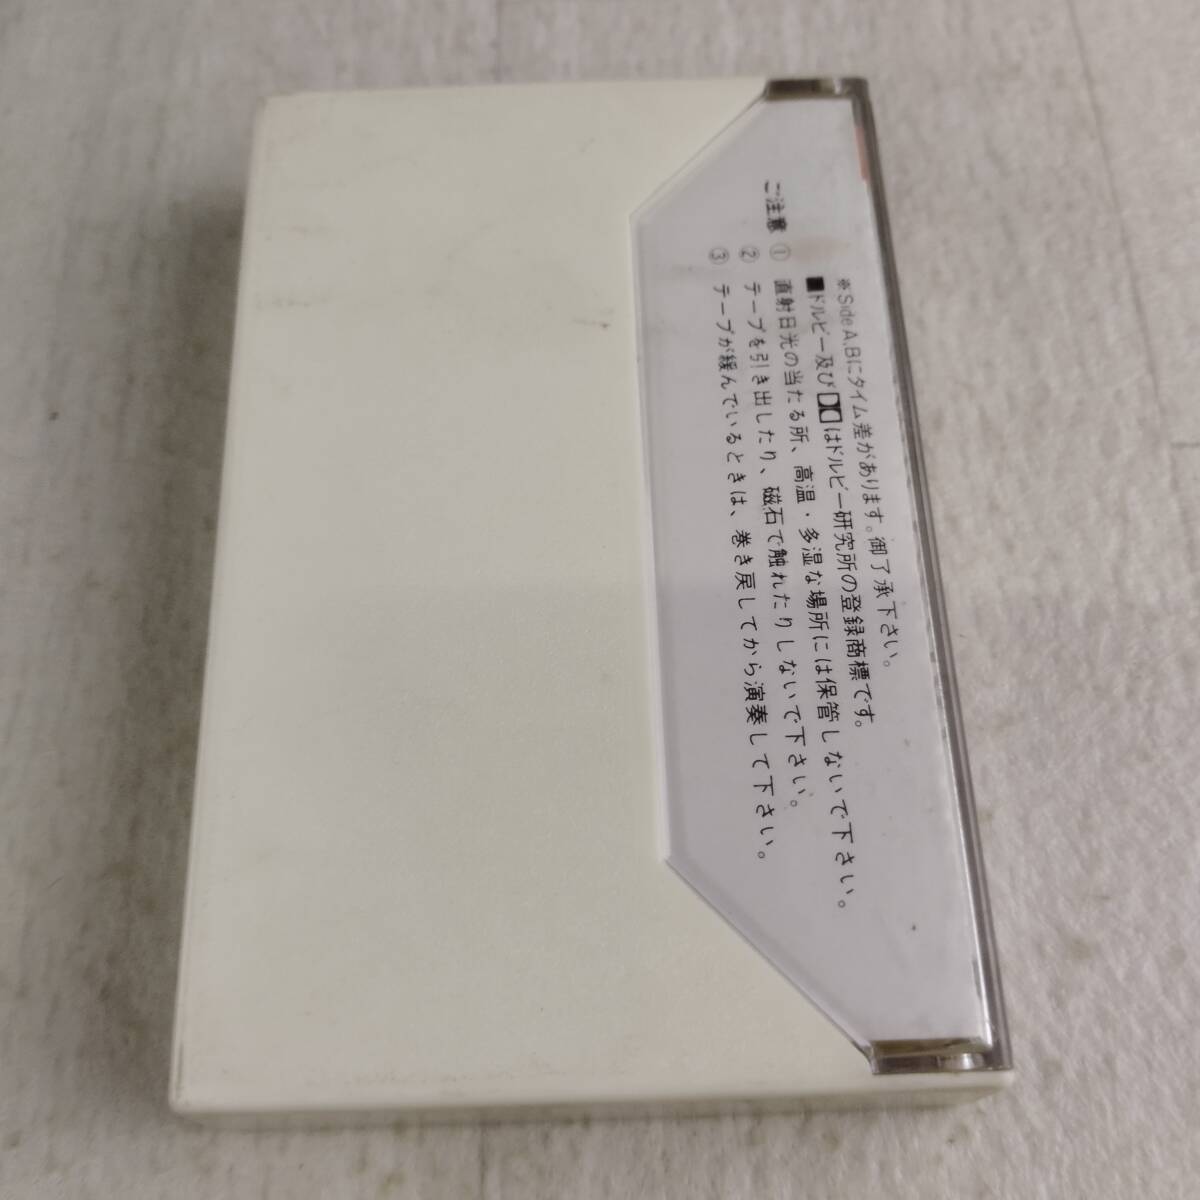 ※Side A,Bにタイム差があります。御了承下さい。
■ドルビー及びはドルビー研究所の登録商標です。
ご注意 ① 直射日光の当たる所、高温・多湿な場所には保管しないで下さい。
② テープを引き出したり、磁石で触れたりしないで下さい。
③ テープが緩んでいるときは、巻き戻してから演奏して下さい。